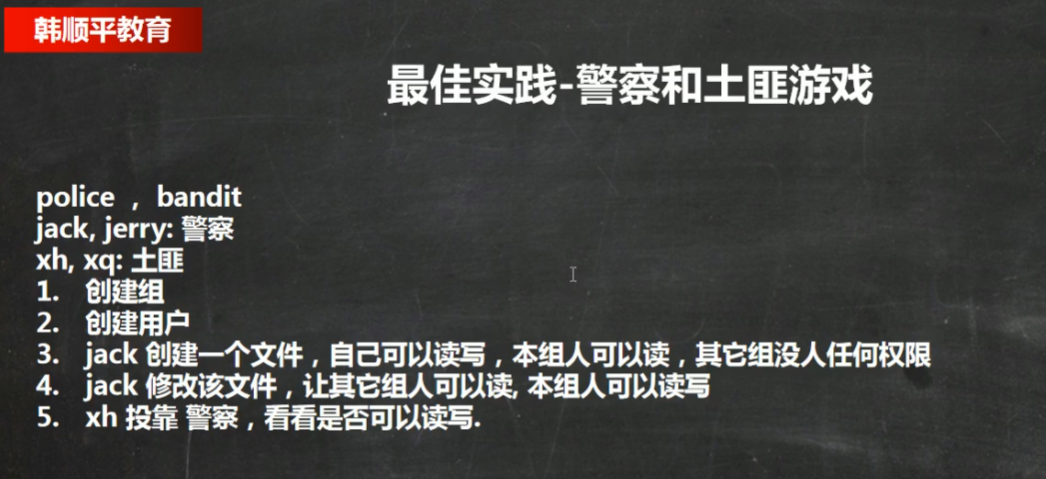 韩顺平教育
最佳实践-警察和土匪游戏
police ， bandit
jack, jerry: 警察
xh, xq: 土匪
1. 创建组
2. 创建用户
3. jack 创建一个文件，自己可以读写，本组人可以读，其它组没人任何权限
4. jack 修改该文件，让其它组人可以读, 本组人可以读写
5. xh 投靠 警察，看看是否可以读写.